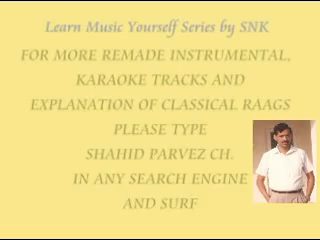 Learn Music Yourself Series by SNK
FOR MORE REMADE INSTRUMENTAL,
KARAOKE TRACKS AND
EXPLANATION OF CLASSICAL RAAGS
PLEASE TYPE
SHAHID PARVEZ CH.
IN ANY SEARCH ENGINE
AND SURF